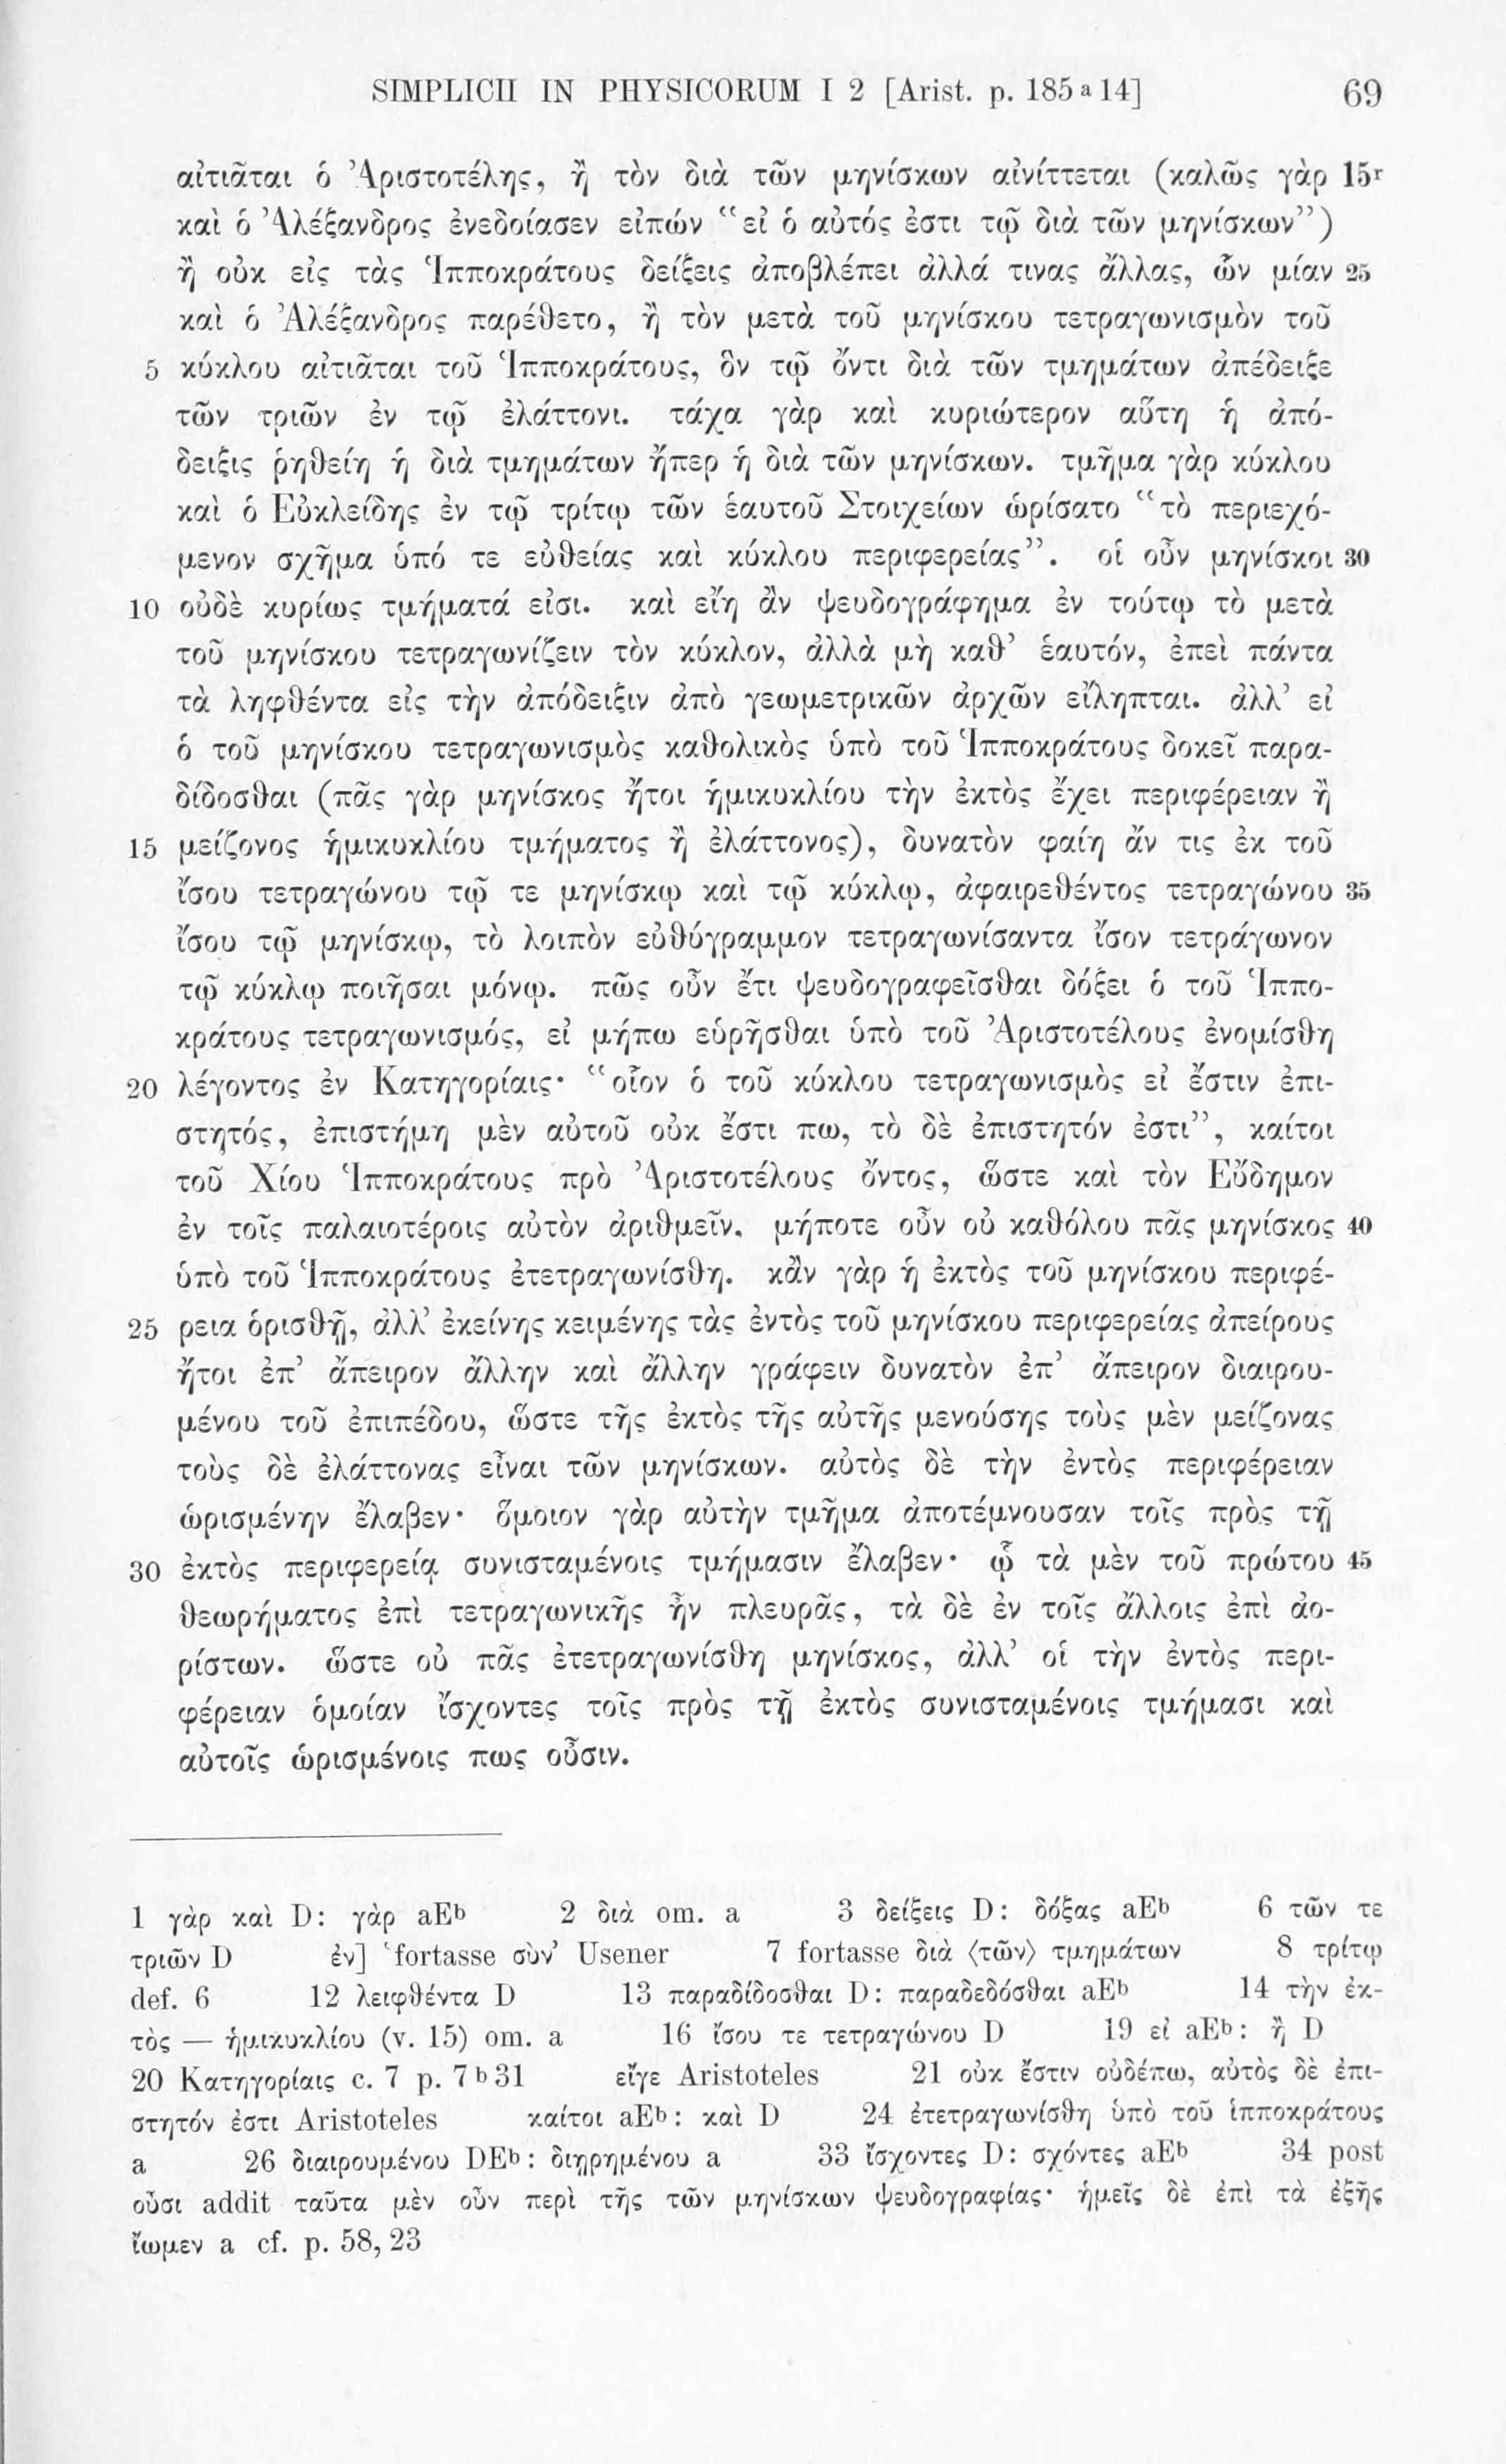 SIMPLICII IN PHYSICORUM I 2 [Arist. p. 185 a 14] 69
αἰτιᾶται ὁ Ἀριστοτέλης, ἢ τὸν διὰ τῶν μηνίσκων αἰνίττεται (καλῶς γὰρ 15r
καὶ ὁ Ἀλέξανδρος ἐνεδοίασεν εἰπών “εἰ ὁ αὐτός ἐστι τῷ διὰ τῶν μηνίσκων”)
ἢ οὐκ εἰς τὰς Ἱπποκράτους δείξεις ἀποβλέπει ἀλλά τινας ἄλλας, ὧν μίαν 25
καὶ ὁ Ἀλέξανδρος παρέθετο, ἢ τὸν μετὰ τοῦ μηνίσκου τετραγωνισμὸν τοῦ
5 κύκλου αἰτιᾶται τοῦ Ἱπποκράτους, ὃν τῷ ὄντι διὰ τῶν τμημάτων ἀπέδειξε
τῶν τριῶν ἐν τῷ ἐλάττονι. τάχα γὰρ καὶ κυριώτερον αὕτη ἡ ἀπό-
δειξις ῥηθείη ἡ διὰ τμημάτων ἤπερ ἡ διὰ τῶν μηνίσκων. τμῆμα γὰρ κύκλου
καὶ ὁ Εὐκλείδης ἐν τῷ τρίτῳ τῶν ἑαυτοῦ Στοιχείων ὡρίσατο “τὸ περιεχό-
μενον σχῆμα ὑπό τε εὐθείας καὶ κύκλου περιφερείας”. οἱ οὖν μηνίσκοι 30
10 οὐδὲ κυρίως τμήματά εἰσι. καὶ εἴη ἂν ψευδογράφημα ἐν τούτῳ τὸ μετὰ
τοῦ μηνίσκου τετραγωνίζειν τὸν κύκλον, ἀλλὰ μὴ καθ’ ἑαυτόν, ἐπεὶ πάντα
τὰ ληφθέντα εἰς τὴν ἀπόδειξιν ἀπὸ γεωμετρικῶν ἀρχῶν εἴληπται. ἀλλ’ εἰ
ὁ τοῦ μηνίσκου τετραγωνισμὸς καθολικὸς ὑπὸ τοῦ Ἱπποκράτους δοκεῖ παρα-
δίδοσθαι (πᾶς γὰρ μηνίσκος ἤτοι ἡμικυκλίου τὴν ἐκτὸς ἔχει περιφέρειαν ἢ
15 μείζονος ἡμικυκλίου τμήματος ἢ ἐλάττονος), δυνατὸν φαίη ἄν τις ἐκ τοῦ
ἴσου τετραγώνου τῷ τε μηνίσκῳ καὶ τῷ κύκλῳ, ἀφαιρεθέντος τετραγώνου 35
ἴσου τῷ μηνίσκῳ, τὸ λοιπὸν εὐθύγραμμον τετραγωνίσαντα ἴσον τετράγωνον
τῷ κύκλῳ ποιῆσαι μόνῳ. πῶς οὖν ἔτι ψευδογραφεῖσθαι δόξει ὁ τοῦ Ἱππο-
κράτους τετραγωνισμός, εἰ μήπω εὑρῆσθαι ὑπὸ τοῦ Ἀριστοτέλους ἐνομίσθη
20 λέγοντος ἐν Κατηγορίαις· “οἷον ὁ τοῦ κύκλου τετραγωνισμὸς εἰ ἔστιν ἐπι-
στητός, ἐπιστήμη μὲν αὐτοῦ οὐκ ἔστι πω, τὸ δὲ ἐπιστητόν ἐστι”, καίτοι
τοῦ Χίου Ἱπποκράτους πρὸ Ἀριστοτέλους ὄντος, ὥστε καὶ τὸν Εὔδημον
ἐν τοῖς παλαιοτέροις αὐτὸν ἀριθμεῖν. μήποτε οὖν οὐ καθόλου πᾶς μηνίσκος 40
ὑπὸ τοῦ Ἱπποκράτους ἐτετραγωνίσθη. κἂν γὰρ ἡ ἐκτὸς τοῦ μηνίσκου περιφέ-
25 ρεια ὁρισθῇ, ἀλλ’ ἐκείνης κειμένης τὰς ἐντὸς τοῦ μηνίσκου περιφερείας ἀπείρους
ἤτοι ἐπ’ ἄπειρον ἄλλην καὶ ἄλλην γράφειν δυνατὸν ἐπ’ ἄπειρον διαιρου-
μένου τοῦ ἐπιπέδου, ὥστε τῆς ἐκτὸς τῆς αὐτῆς μενούσης τοὺς μὲν μείζονας
τοὺς δὲ ἐλάττονας εἶναι τῶν μηνίσκων. αὐτὸς δὲ τὴν ἐντὸς περιφέρειαν
ὡρισμένην ἔλαβεν· ὅμοιον γὰρ αὐτὴν τμῆμα ἀποτέμνουσαν τοῖς πρὸς τῇ
30 ἐκτὸς περιφερείᾳ συνισταμένοις τμήμασιν ἔλαβεν· ᾧ τὰ μὲν τοῦ πρώτου 45
θεωρήματος ἐπὶ τετραγωνικῆς ἦν πλευρᾶς, τὰ δὲ ἐν τοῖς ἄλλοις ἐπὶ ἀο-
ρίστων. ὥστε οὐ πᾶς ἐτετραγωνίσθη μηνίσκος, ἀλλ’ οἱ τὴν ἐντὸς περι-
φέρειαν ὁμοίαν ἴσχοντες τοῖς πρὸς τῇ ἐκτὸς συνισταμένοις τμήμασι καὶ
αὐτοῖς ὡρισμένοις πως οὖσιν.
1 γὰρ καὶ D: γὰρ aEb 2 διὰ om. a 3 δείξεις D: δόξας aEb 6 τῶν τε
τριῶν D ἐν] ‘fortasse σὺν’ Usener 7 fortasse διὰ ⟨τῶν⟩ τμημάτων 8 τρίτῳ
def. 6 12 λειφθέντα D 13 παραδίδοσθαι D: παραδεδόσθαι aEb 14 τὴν ἐκ-
τὸς — ἡμικυκλίου (v. 15) om. a 16 ἴσου τε τετραγώνου D 19 εἰ aEb: ἢ D
20 Κατηγορίαις c. 7 p. 7 b 31 εἴγε Aristoteles 21 οὐκ ἔστιν οὐδέπω, αὐτὸς δὲ ἐπι-
στητόν ἐστι Aristoteles καίτοι aEb: καὶ D 24 ἐτετραγωνίσθη ὑπὸ τοῦ ἱπποκράτους
a 26 διαιρουμένου DEb: διῃρημένου a 33 ἴσχοντες D: σχόντες aEb 34 post
οὖσι addit ταῦτα μὲν οὖν περὶ τῆς τῶν μηνίσκων ψευδογραφίας· ἡμεῖς δὲ ἐπὶ τὰ ἑξῆς
ἴωμεν a cf. p. 58, 23